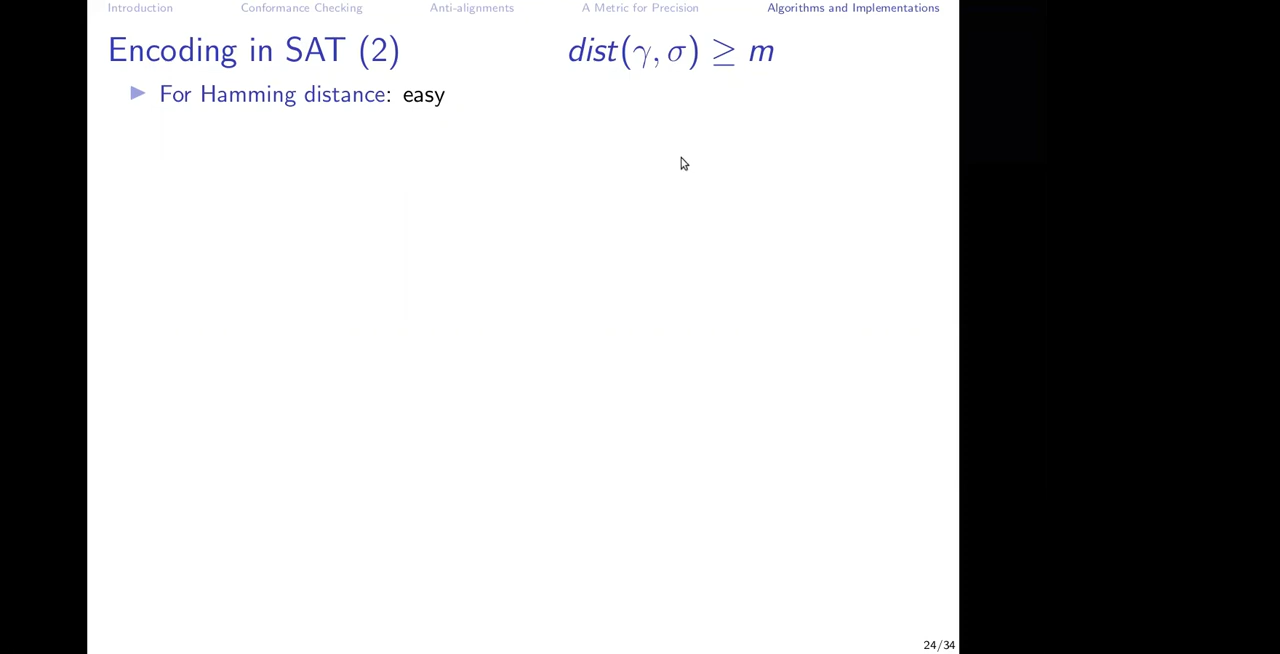 Introduction Conformance Checking Anti-alignments A Metric for Precision Algorithms and Implementations
Encoding in SAT (2) dist(γ, σ) ≥ m
▶ For Hamming distance: easy
24/34